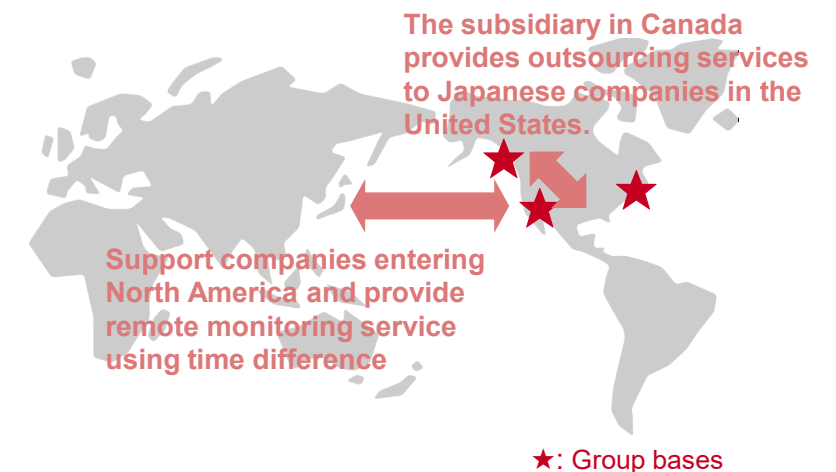 The subsidiary in Canada
provides outsourcing services
to Japanese companies in the
United States.
Support companies entering
North America and provide
remote monitoring service
using time difference
★: Group bases